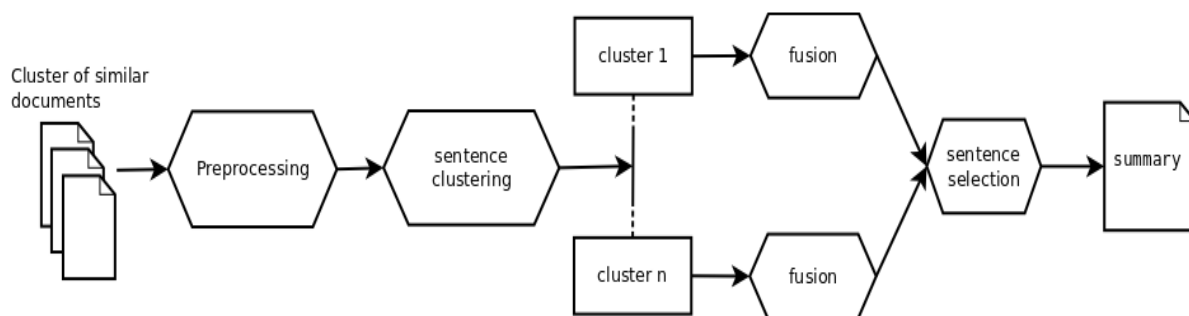 Cluster of similar
documents
Preprocessing
sentence
clustering
cluster 1
fusion
cluster n
fusion
sentence
selection
summary